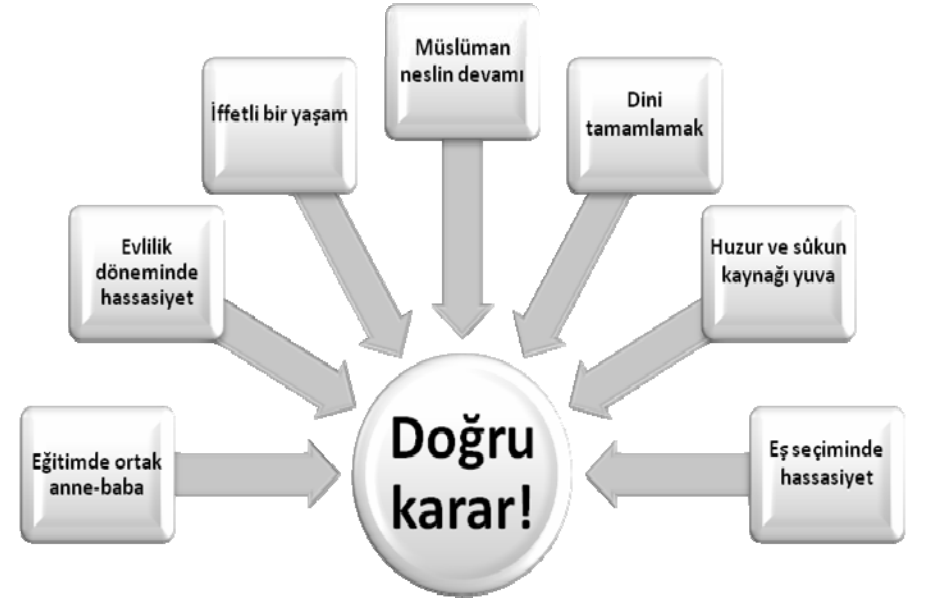 Müslüman
neslin devamı
İffetli bir yaşam
Dini
tamamlamak
Evlilik
döneminde
hassasiyet
Huzur ve sûkun
kaynağı yuva
Eğitimde ortak
anne-baba
Doğru
karar!
Eş seçiminde
hassasiyet